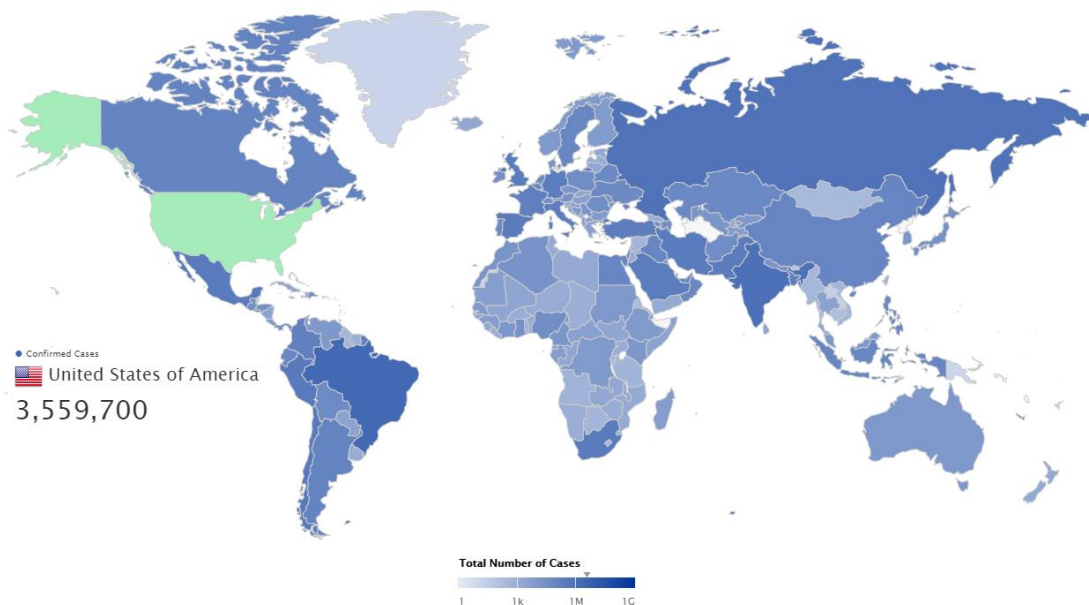 Confirmed Cases
United States of America
3,559,700
Total Number of Cases
1 1k 1M 1G